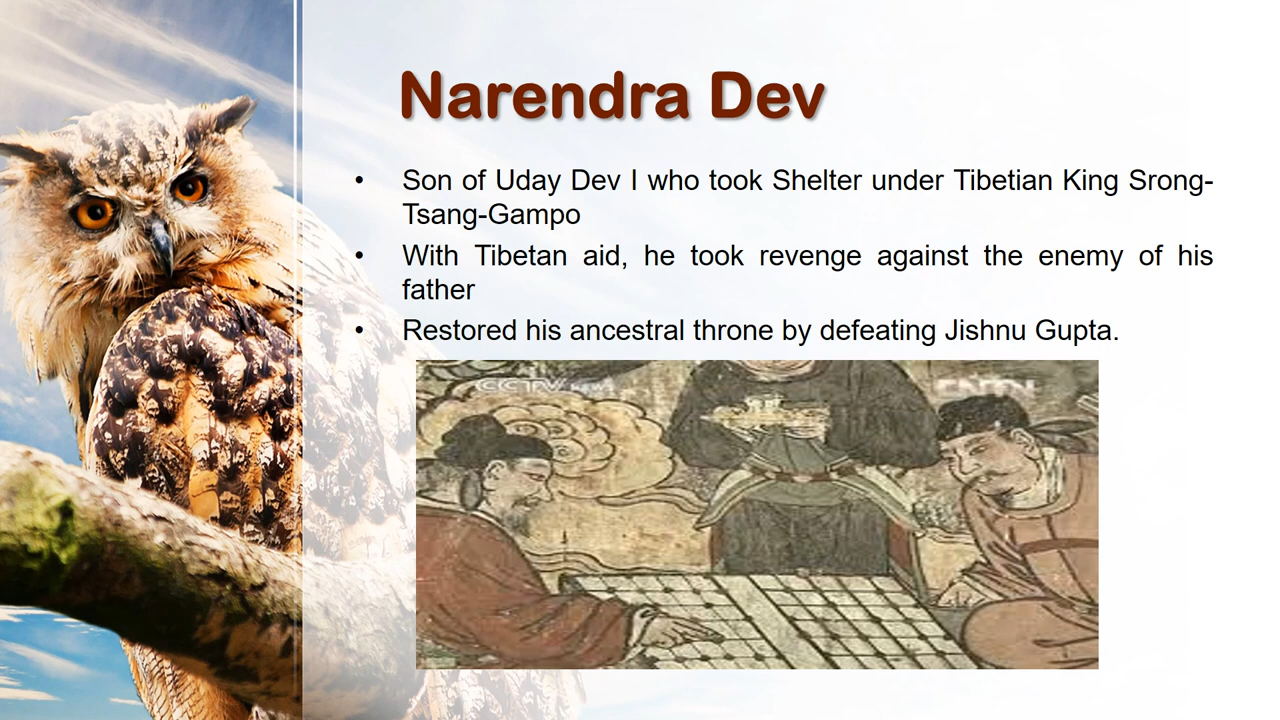 Narendra Dev
• Son of Uday Dev I who took Shelter under Tibetian King Srong-
Tsang-Gampo
• With Tibetan aid, he took revenge against the enemy of his
father
• Restored his ancestral throne by defeating Jishnu Gupta.
CCTV NEWS